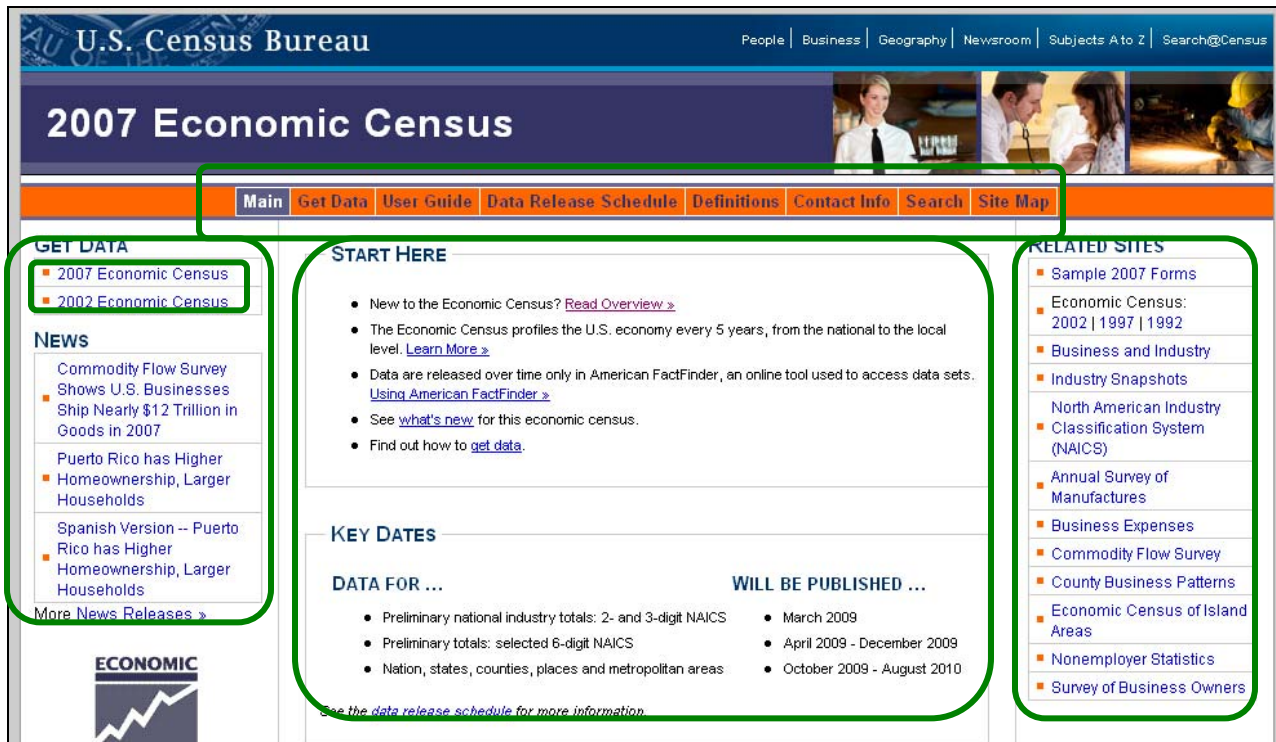 U.S. Census Bureau
People | Business | Geography | Newsroom | Subjects A to Z | Search@Census
2007 Economic Census
Main Get Data User Guide Data Release Schedule Definitions Contact Info Search Site Map
GET DATA
2007 Economic Census
2002 Economic Census
NEWS
Commodity Flow Survey
Shows U.S. Businesses
Ship Nearly $12 Trillion in
Goods in 2007
Puerto Rico has Higher
Homeownership, Larger
Households
Spanish Version -- Puerto
Rico has Higher
Homeownership, Larger
Households
More News Releases »
ECONOMIC
START HERE
New to the Economic Census? Read Overview »
The Economic Census profiles the U.S. economy every 5 years, from the national to the local
level. Learn More »
Data are released over time only in American FactFinder, an online tool used to access data sets.
Using American FactFinder »
See what's new for this economic census.
Find out how to get data.
KEY DATES
DATA FOR ... WILL BE PUBLISHED ...
Preliminary national industry totals: 2- and 3-digit NAICS March 2009
Preliminary totals: selected 6-digit NAICS April 2009 - December 2009
Nation, states, counties, places and metropolitan areas October 2009 - August 2010
See the data release schedule for more information.
RELATED SITES
Sample 2007 Forms
Economic Census:
2002 | 1997 | 1992
Business and Industry
Industry Snapshots
North American Industry
Classification System
(NAICS)
Annual Survey of
Manufactures
Business Expenses
Commodity Flow Survey
County Business Patterns
Economic Census of Island
Areas
Nonemployer Statistics
Survey of Business Owners